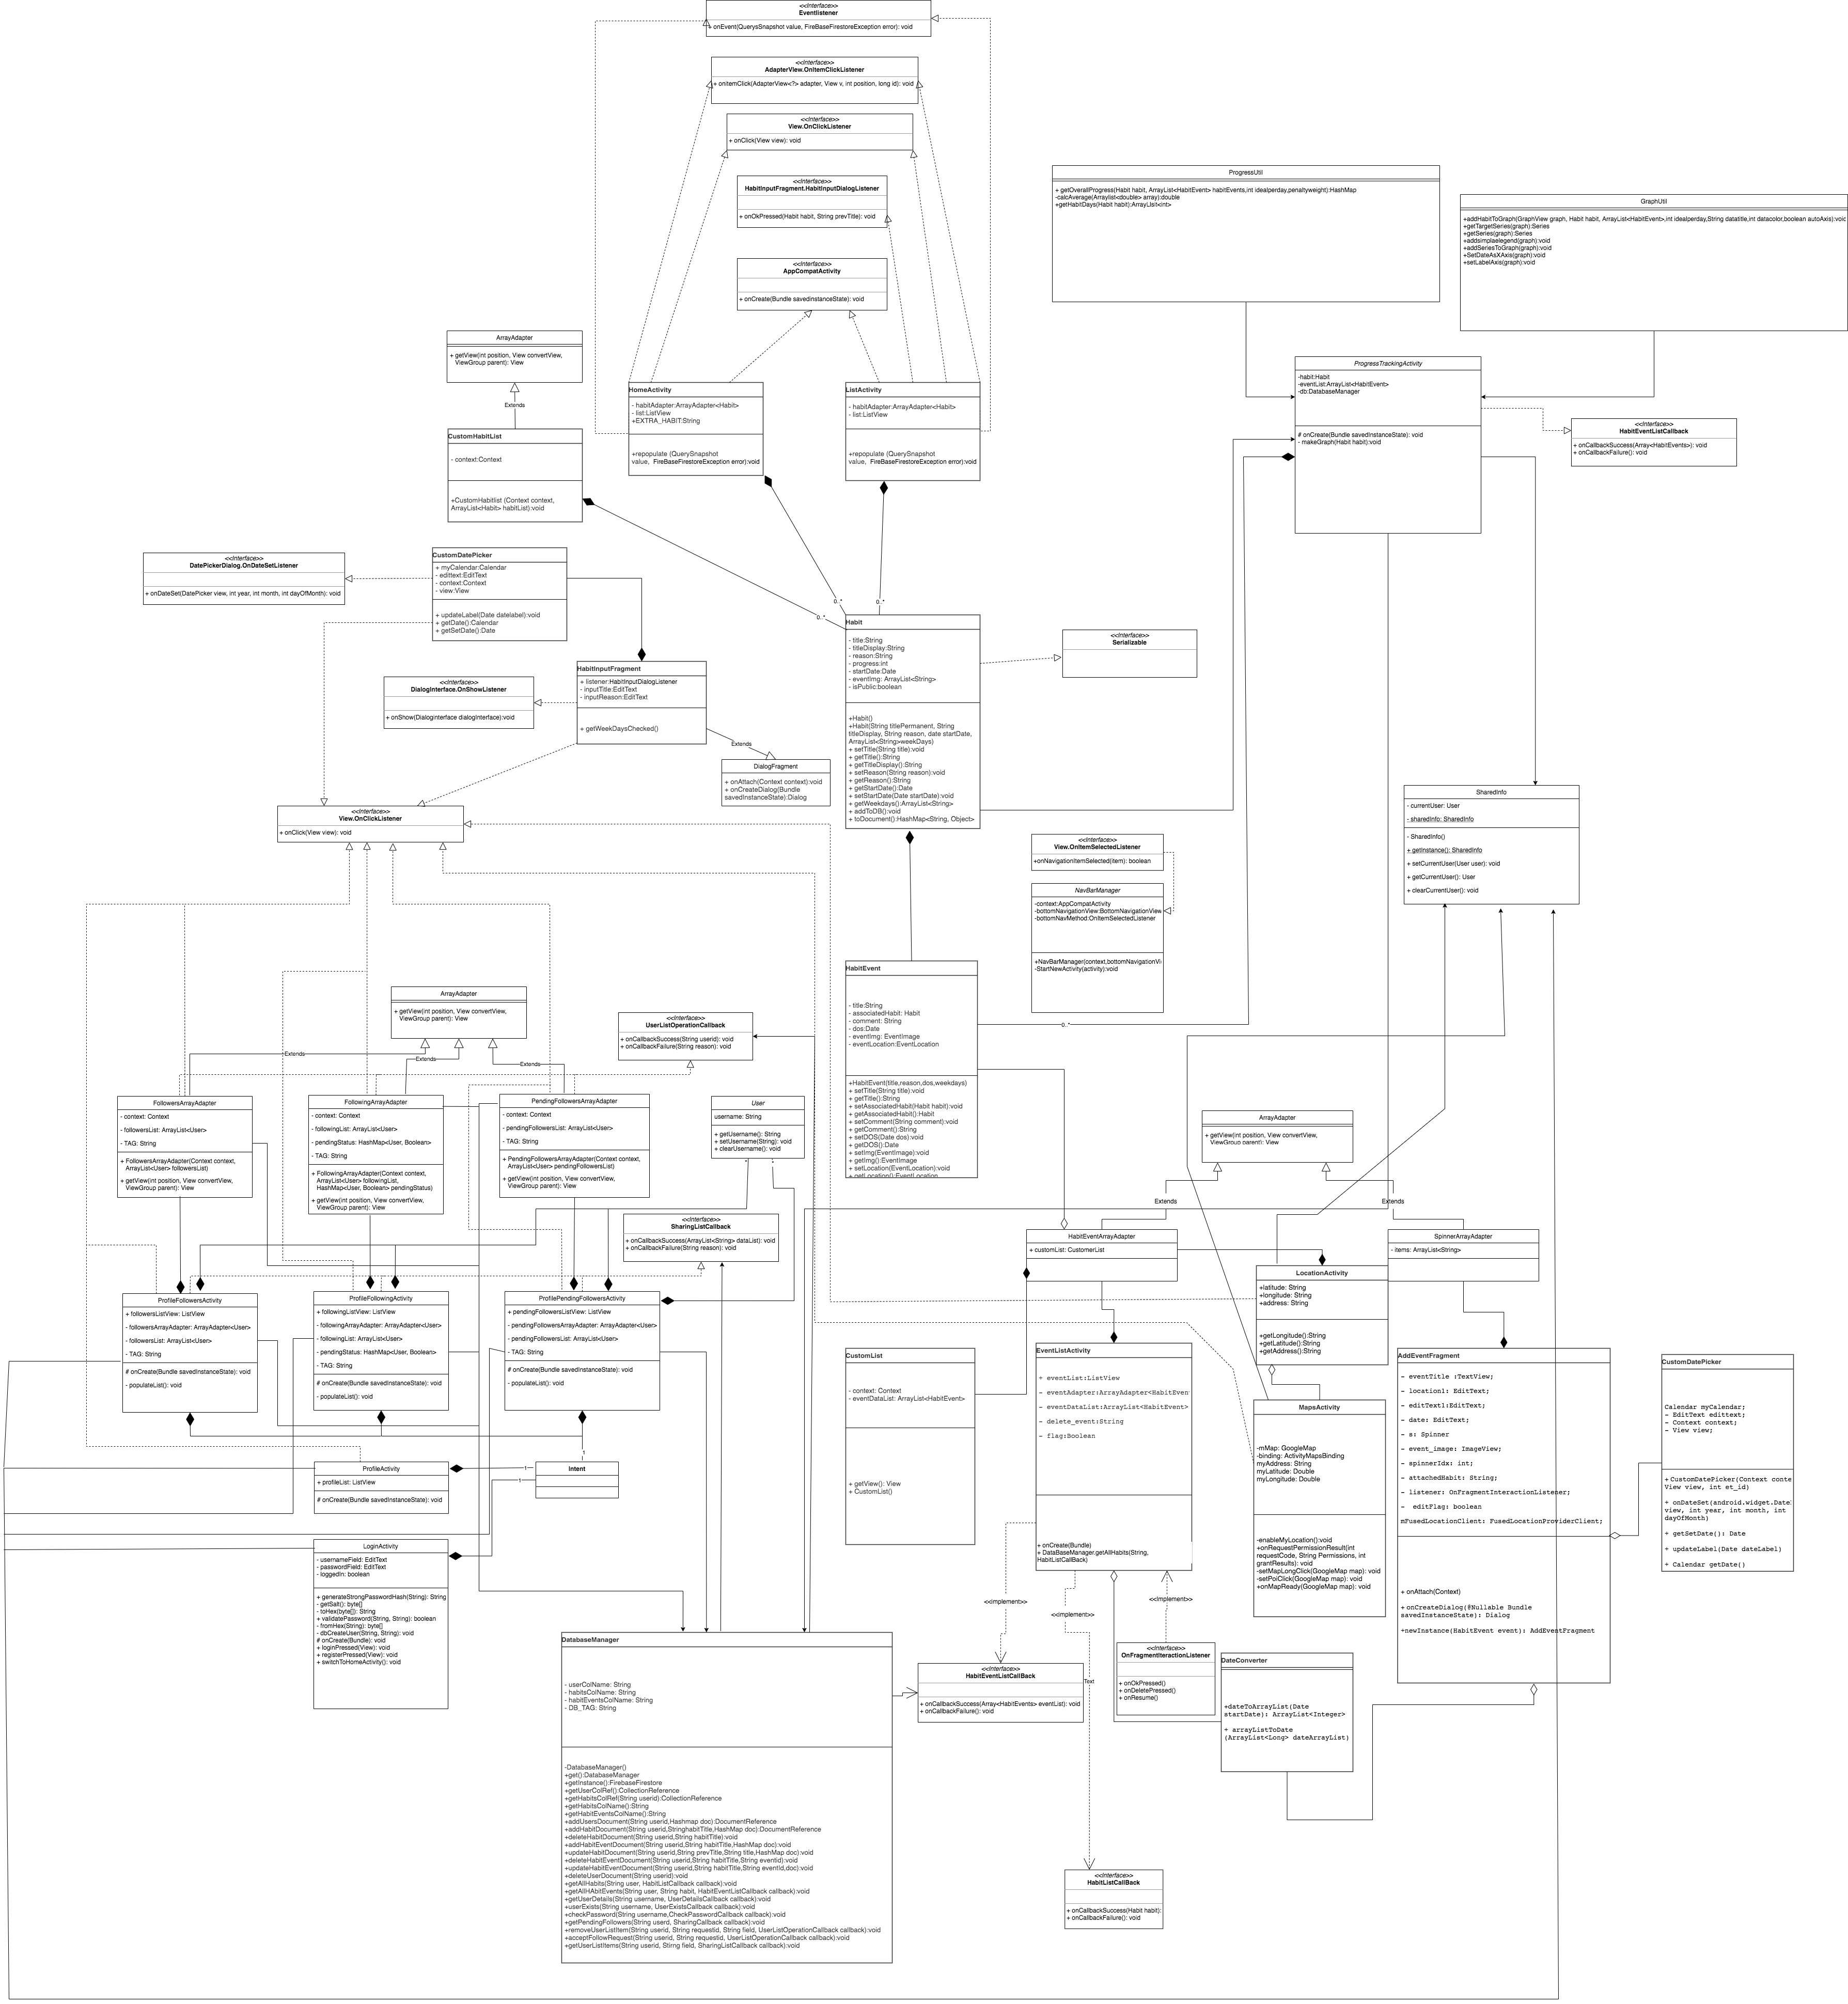 <<Interface>>
Eventlistener
+ onEvent(QuerysSnapshot value, FireBaseFirestoreException error): void
<<Interface>>
AdapterView.OnItemClickListener
+ onitemClick(AdapterView<?> adapter, View v, int position, long id): void
<<Interface>>
View.OnClickListener
+ onClick(View view): void
<<Interface>>
HabitInputFragment.HabitInputDialogListener
+ onOkPressed(Habit habit, String prevTitle): void
<<Interface>>
AppCompatActivity
+ onCreate(Bundle savedInstanceState): void
ProgressUtil
+ getOverallProgress(Habit habit, ArrayList<HabitEvent> habitEvents,int idealperday,penaltyweight):HashMap
-calcAverage(Arraylist<double> array):double
+getHabitDays(Habit habit):ArrayList<int>
GraphUtil
+addHabitToGraph(GraphView graph, Habit habit, ArrayList<HabitEvent>,int idealperday,String datatitle,int datacolor,boolean autoAxis):voic
+getTargetSeries(graph):Series
+getSeries(graph):Series
+addsimplaelegend(graph):void
+addSeriesToGraph(graph):void
+SetDateAsXAxis(graph):void
+setLabelAxis(graph):void
ArrayAdapter
+ getView(int position, View convertView,
ViewGroup parent): View
Extends
CustomHabitList
- context:Context
+CustomHabitlist (Context context,
ArrayList<Habit> habitList):void
HomeActivity
- habitAdapter:ArrayAdapter<Habit>
- list:ListView
+EXTRA_HABIT:String
+repopulate (QuerySnapshot
value, FireBaseFirestoreException error):void
ListActivity
- habitAdapter:ArrayAdapter<Habit>
- list:ListView
+repopulate (QuerySnapshot
value, FireBaseFirestoreException error):void
ProgressTrackingActivity
-habit:Habit
-eventList:ArrayList<HabitEvent>
-db:DatabaseManager
# onCreate(Bundle savedInstanceState): void
- makeGraph(Habit habit):void
<<Interface>>
HabitEventListCallback
+ onCallbackSuccess(Array<HabitEvents>): void
+ onCallbackFailure(): void
<<Interface>>
DatePickerDialog.OnDateSetListener
+ onDateSet(DatePicker view, int year, int month, int dayOfMonth): void
CustomDatePicker
+ myCalendar:Calendar
- edittext:EditText
- context:Context
- view:View
+ updateLabel(Date datelabel):void
+ getDate():Calendar
+ getSetDate():Date
0..*
0..*
0..*
<<Interface>>
DialogInterface.OnShowListener
+ onShow(Dialoginterface dialogInterface):void
HabitInputFragment
+ listener:HabitInputDialogListener
- inputTitle:EditText
- inputReason:EditText
+ getWeekDaysChecked()
Extends
DialogFragment
+ onAttach(Context context):void
+ onCreateDialog(Bundle
savedInstanceState):Dialog
Habit
- title:String
- titleDisplay:String
- reason:String
- progress:int
- startDate:Date
- eventImg: ArrayList<String>
- isPublic:boolean
+Habit()
+Habit(String titlePermanent, String
titleDisplay, String reason, date startDate,
ArrayList<String>weekDays)
+ setTitle(String title):void
+ getTitle():String
+ getTitleDisplay():String
+ setReason(String reason):void
+ getReason():String
+ getStartDate():Date
+ setStartDate(Date startDate):void
+ getWeekdays():ArrayList<String>
+ addToDB():void
+ toDocument():HashMap<String, Object>
<<Interface>>
Serializable
<<Interface>>
View.OnClickListener
+ onClick(View view): void
SharedInfo
- currentUser: User
- sharedInfo: SharedInfo
- SharedInfo()
+ getInstance(): SharedInfo
+ setCurrentUser(User user): void
+ getCurrentUser(): User
+ clearCurrentUser(): void
<<Interface>>
View.OnItemSelectedListener
+onNavigationItemSelected(item): boolean
NavBarManager
-context:AppCompatActivity
-bottomNavigationView:BottomNavigationView
-bottomNavMethod:OnItemSelectedListener
+NavBarManager(context,bottomNavigationVi
-StartNewActivity(activity):void
HabitEvent
- title:String
- associatedHabit: Habit
- comment: String
- dos:Date
- eventImg: EventImage
- eventLocation:EventLocation
+HabitEvent(title,reason,dos,weekdays)
+ setTitle(String title):void
+ getTitle():String
+ setAssociatedHabit(Habit habit):void
+ getAssociatedHabit():Habit
+ setComment(String comment):void
+ getComment():String
+ setDOS(Date dos):void
+ getDOS():Date
+ setImg(EventImage):void
+ getImg():EventImage
+ setLocation(EventLocation):void
+ getLocation():EventLocation
0..*
ArrayAdapter
+ getView(int position, View convertView,
ViewGroup parent): View
Extends
Extends
Extends
<<Interface>>
UserListOperationCallback
+ onCallbackSuccess(String userid): void
+ onCallbackFailure(String reason): void
FollowersArrayAdapter
- context: Context
- followersList: ArrayList<User>
- TAG: String
+ FollowersArrayAdapter(Context context,
ArrayList<User> followersList)
+ getView(int position, View convertView,
ViewGroup parent): View
FollowingArrayAdapter
- context: Context
- followingList: ArrayList<User>
- pendingStatus: HashMap<User, Boolean>
- TAG: String
+ FollowingArrayAdapter(Context context,
ArrayList<User> followingList,
HashMap<User, Boolean> pendingStatus)
+ getView(int position, View convertView,
ViewGroup parent): View
PendingFollowersArrayAdapter
- context: Context
- pendingFollowersList: ArrayList<User>
- TAG: String
+ PendingFollowersArrayAdapter(Context context,
ArrayList<User> pendingFollowersList)
+ getView(int position, View convertView,
ViewGroup parent): View
User
username: String
+ getUsername(): String
+ setUsername(String): void
+ clearUsername(): void
*
*
<<Interface>>
SharingListCallback
+ onCallbackSuccess(ArrayList<String> dataList): void
+ onCallbackFailure(String reason): void
ArrayAdapter
+ getView(int position, View convertView,
ViewGroup parent): View
Extends
Extends
HabitEventArrayAdapter
+ customList: CustomerList
SpinnerArrayAdapter
- items: ArrayList<String>
LocationActivity
+latitude: String
+longitude: String
+address: String
+getLongitude():String
+getLatitude():String
+getAddress():String
ProfileFollowersActivity
+ followersListView: ListView
- followersArrayAdapter: ArrayAdapter<User>
- followersList: ArrayList<User>
- TAG: String
# onCreate(Bundle savedInstanceState): void
- populateList(): void
ProfileFollowingActivity
+ followingListView: ListView
- followingArrayAdapter: ArrayAdapter<User>
- followingList: ArrayList<User>
- pendingStatus: HashMap<User, Boolean>
- TAG: String
# onCreate(Bundle savedInstanceState): void
- populateList(): void
ProfilePendingFollowersActivity
+ pendingFollowersListView: ListView
- pendingFollowersArrayAdapter: ArrayAdapter<User>
- pendingFollowersList: ArrayList<User>
- TAG: String
# onCreate(Bundle savedInstanceState): void
- populateList(): void
CustomList
- context: Context
- eventDataList: ArrayList<HabitEvent>
+ getView(): View
+ CustomList()
EventListActivity
+ eventList:ListView
- eventAdapter:ArrayAdapter<HabitEven
- eventDataList:ArrayList<HabitEvent>
- delete_event:String
- flag:Boolean
+ onCreate(Bundle)
+ DataBaseManager.getAllHabits(String,
HabitListCallBack)
MapsActivity
-mMap: GoogleMap
-binding: ActivityMapsBinding
myAddress: String
myLatitude: Double
myLongitude: Double
-enableMyLocation():void
+onRequestPermissionResult(int
requestCode, String Permissions, int
grantResults): void
-setMapLongClick(GoogleMap map): void
-setPoiClick(GoogleMap map): void
+onMapReady(GoogleMap map): void
AddEventFragment
- eventTitle :TextView;
- location1: EditText;
- editText1:EditText;
- date: EditText;
- s: Spinner
- event_image: ImageView;
- spinnerIdx: int;
- attachedHabit: String;
- listener: OnFragmentInteractionListener;
- editFlag: boolean
mFusedLocationClient: FusedLocationProviderClient;
+ onAttach(Context)
+ onCreateDialog(@Nullable Bundle
savedInstanceState): Dialog
+newInstance(HabitEvent event): AddEventFragment
CustomDatePicker
Calendar myCalendar;
- EditText edittext;
- Context context;
- View view;
+ CustomDatePicker(Context conte
View view, int et_id)
+ onDateSet(android.widget.Datel
view, int year, int month, int
dayOfMonth)
+ getSetDate(): Date
+ updateLabel(Date dateLabel)
+ Calendar getDate()
ProfileActivity
+ profileList: ListView
# onCreate(Bundle savedInstanceState): void
1
1
1
Intent
LoginActivity
- usernameField: EditText
- passwordField: EditText
- loggedIn: boolean
+ generateStrongPasswordHash(String): String
- getSalt(): byte[]
- toHex(byte[]): String
+ validatePassword(String, String): boolean
- fromHex(String): byte[]
- dbCreateUser(String, String): void
# onCreate(Bundle): void
+ loginPressed(View): void
+ registerPressed(View): void
+ switchToHomeActivity(): void
<<implement>>
<<implement>>
<<implement>>
DatabaseManager
- userColName: String
- habitsColName: String
- habitEventsColName: String
- DB_TAG: String
-DatabaseManager()
+get():DatabaseManager
+getInstance():FirebaseFirestore
+getUserColRef():CollectionReference
+getHabitsColRef(String userid):CollectionReference
+getHabitsColName():String
+getHabitEventsColName():String
+addUsersDocument(String userid,Hashmap doc):DocumentReference
+addHabitDocument(String userid,StringhabitTitle,HashMap doc):DocumentReference
+deleteHabitDocument(String userid,String habitTitle):void
+addHabitEventDocument(String userid,String habitTitle,HashMap doc):void
+updateHabitDocument(String userid,String prevTitle,String title,HashMap doc):void
+deleteHabitEventDocument(String userid,String habitTitle,String eventid):void
+updateHabitEventDocument(String userid,String habitTitle,String eventId,doc):void
+deleteUserDocument(String userid):void
+getAllHabits(String user, HabitListCallback callback):void
+getAllHAbitEvents(String user, String habit, HabitEventListCallback callback):void
+getUserDetails(String username, UserDetailsCallback callback):void
+userExists(String username, UserExistsCallback callback):void
+checkPassword(String username,CheckPasswordCallback callback):void
+getPendingFollowers(String userd, SharingCallback callback):void
+removeUserListItem(String userid, String requestid, String field, UserListOperationCallback callback):void
+acceptFollowRequest(String userid, String requestid, UserListOperationCallback callback):void
+getUserListItems(String userid, Stirng field, SharingListCallback callback):void
<<Interface>>
HabitEventListCallBack
+ onCallbackSuccess(Array<HabitEvents> eventList): void
+ onCallbackFailure(): void
Text
<<Interface>>
OnFragmentIteractionListener
+ onOkPressed()
+ onDeletePressed()
+ onResume()
DateConverter
+dateToArrayList(Date
startDate): ArrayList<Integer>
+ arrayListToDate
(ArrayList<Long> dateArrayList)
<<Interface>>
HabitListCallBack
+ onCallbackSuccess(Habit habit):
+ onCallbackFailure(): void